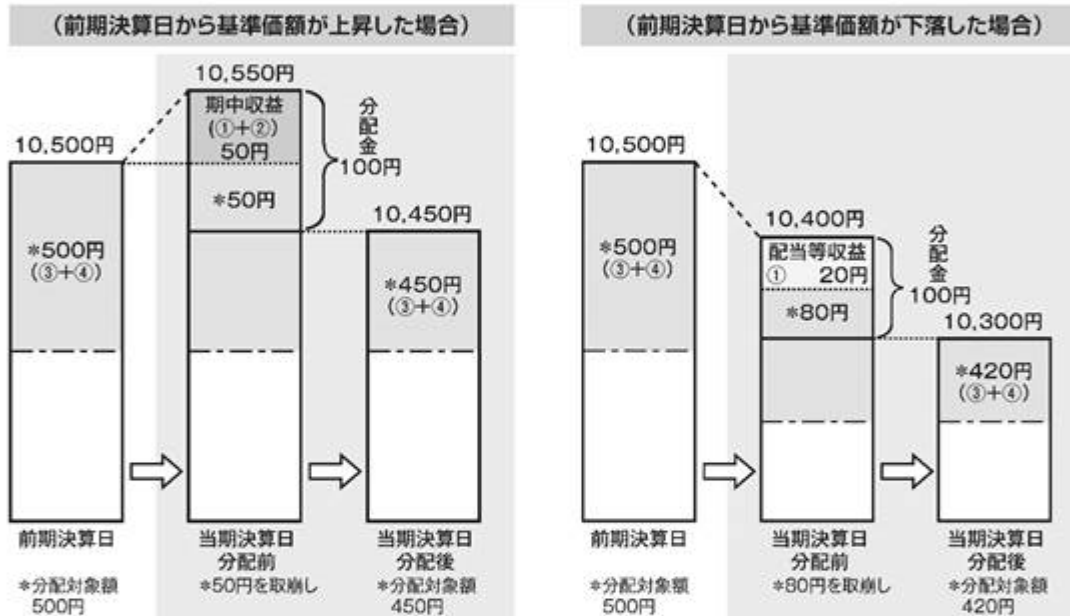 (前期決算日から基準価額が上昇した場合)
10,550円
期中収益
(①+②)
50円
*50円
分配金
100円
10,500円
*500円
(③+④)
10,450円
*450円
(③+④)
前期決算日
*分配対象額
500円
当期決算日
分配前
*50円を取崩し
当期決算日
分配後
*分配対象額
450円
(前期決算日から基準価額が下落した場合)
10,500円
*500円
(③+④)
10,400円
配当等収益
① 20円
*80円
分配金
100円
10,300円
*420円
(③+④)
前期決算日
*分配対象額
500円
当期決算日
分配前
*80円を取崩し
当期決算日
分配後
*分配対象額
420円